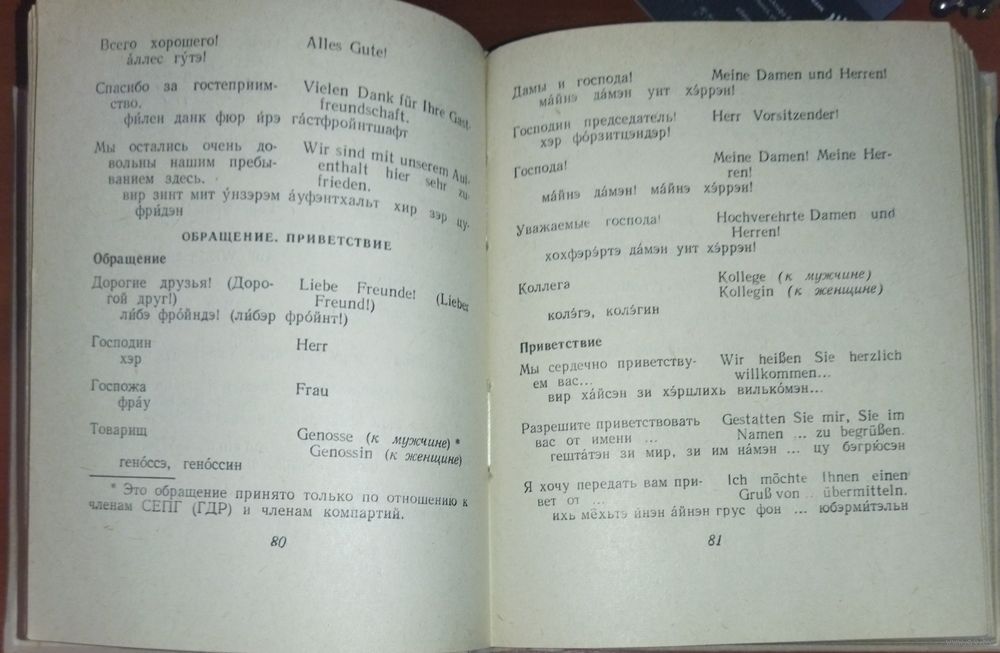 Всего хорошего! Alles Gute!
а́ллес гу́тэ!
Спасибо за гостеприим- Vielen Dank für Ihre Gast-
ство. freundschaft.
фи́лен данк фюр и́рэ га́стфройнтшафт
Мы остались очень до- Wir sind mit unserem Auf-
вольны нашим пребы- enthalt hier sehr zu-
ванием здесь. frieden.
вир зинт мит у́нзэрэм а́уфэнтхальт хир зэр цу-
фри́дэн
ОБРАЩЕНИЕ. ПРИВЕТСТВИЕ
Обращение
Дорогие друзья! (Доро- Liebe Freunde! (Lieber
гой друг!) Freund!)
ли́бэ фро́йндэ! (ли́бэр фро́йнт!)
Господин Herr
хэр
Госпожа Frau
фра́у
Товарищ Genosse (к мужчине) *
Genossin (к женщине)
гено́ссэ, гено́ссин
* Это обращение принято только по отношению к
членам СЕПГ (ГДР) и членам компартий.
80
Дамы и господа! Meine Damen und Herren!
ма́йнэ да́мэн унт хэ́ррэн!
Господин председатель! Herr Vorsitzender!
хэр фо́рзитцэндэр!
Господа! Meine Damen! Meine Her-
ren!
ма́йнэ да́мэн! ма́йнэ хэ́ррэн!
Уважаемые господа! Hochverehrte Damen und
Herren!
хохфэрэ́ртэ да́мэн унт хэ́ррэн!
Коллега Kollege (к мужчине)
Kollegin (к женщине)
колэ́гэ, колэ́гин
Приветствие
Мы сердечно приветству- Wir heißen Sie herzlich
ем вас... willkommen...
вир ха́йсэн зи хэ́рцлихь вилько́мэн...
Разрешите приветствовать Gestatten Sie mir, Sie im
вас от имени ... Namen ... zu begrüßen.
гешта́тэн зи мир, зи им на́мэн ... цу бэгрю́сэн
Я хочу передать вам при- Ich möchte Ihnen einen
вет от ... Gruß von ... übermitteln.
ихь мёхьтэ и́нэн а́йнэн грус фон ... юбэрми́тэльн
81